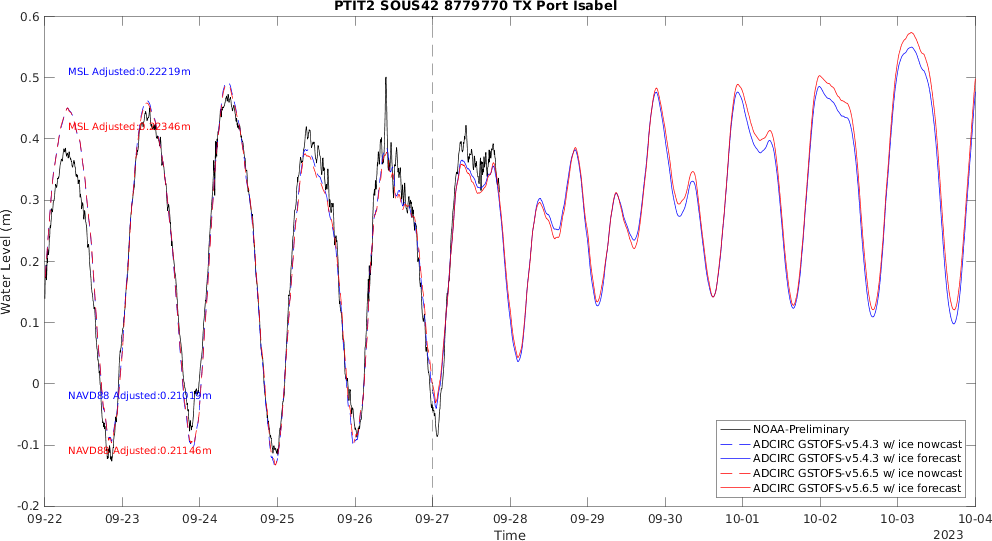 PTIT2 SOUS42 8779770 TX Port Isabel
0.6
0.5
0.4
0.3
0.2
0.1
0
-0.1
-0.2
Water Level (m)
MSL Adjusted:0.22219m
MSL Adjusted:0.22346m
NAVD88 Adjusted:0.21019m
NAVD88 Adjusted:0.21146m
NOAA-Preliminary
ADCIRC GSTOFS-v5.4.3 w/ ice nowcast
ADCIRC GSTOFS-v5.4.3 w/ ice forecast
ADCIRC GSTOFS-v5.6.5 w/ ice nowcast
ADCIRC GSTOFS-v5.6.5 w/ ice forecast
09-22 09-23 09-24 09-25 09-26 09-27 09-28 09-29 09-30 10-01 10-02 10-03 10-04
Time
2023